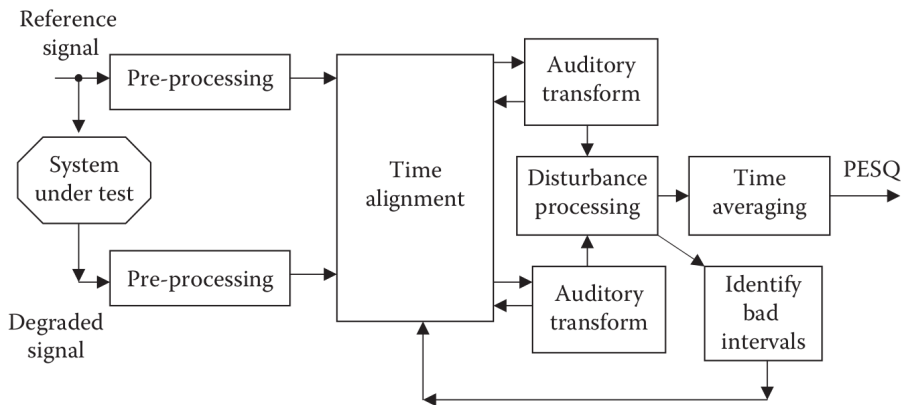 Reference
signal
Pre-processing
System
under test
Pre-processing
Degraded
signal
Time
alignment
Auditory
transform
Disturbance
processing
Auditory
transform
Time
averaging
PESQ
Identify
bad
intervals